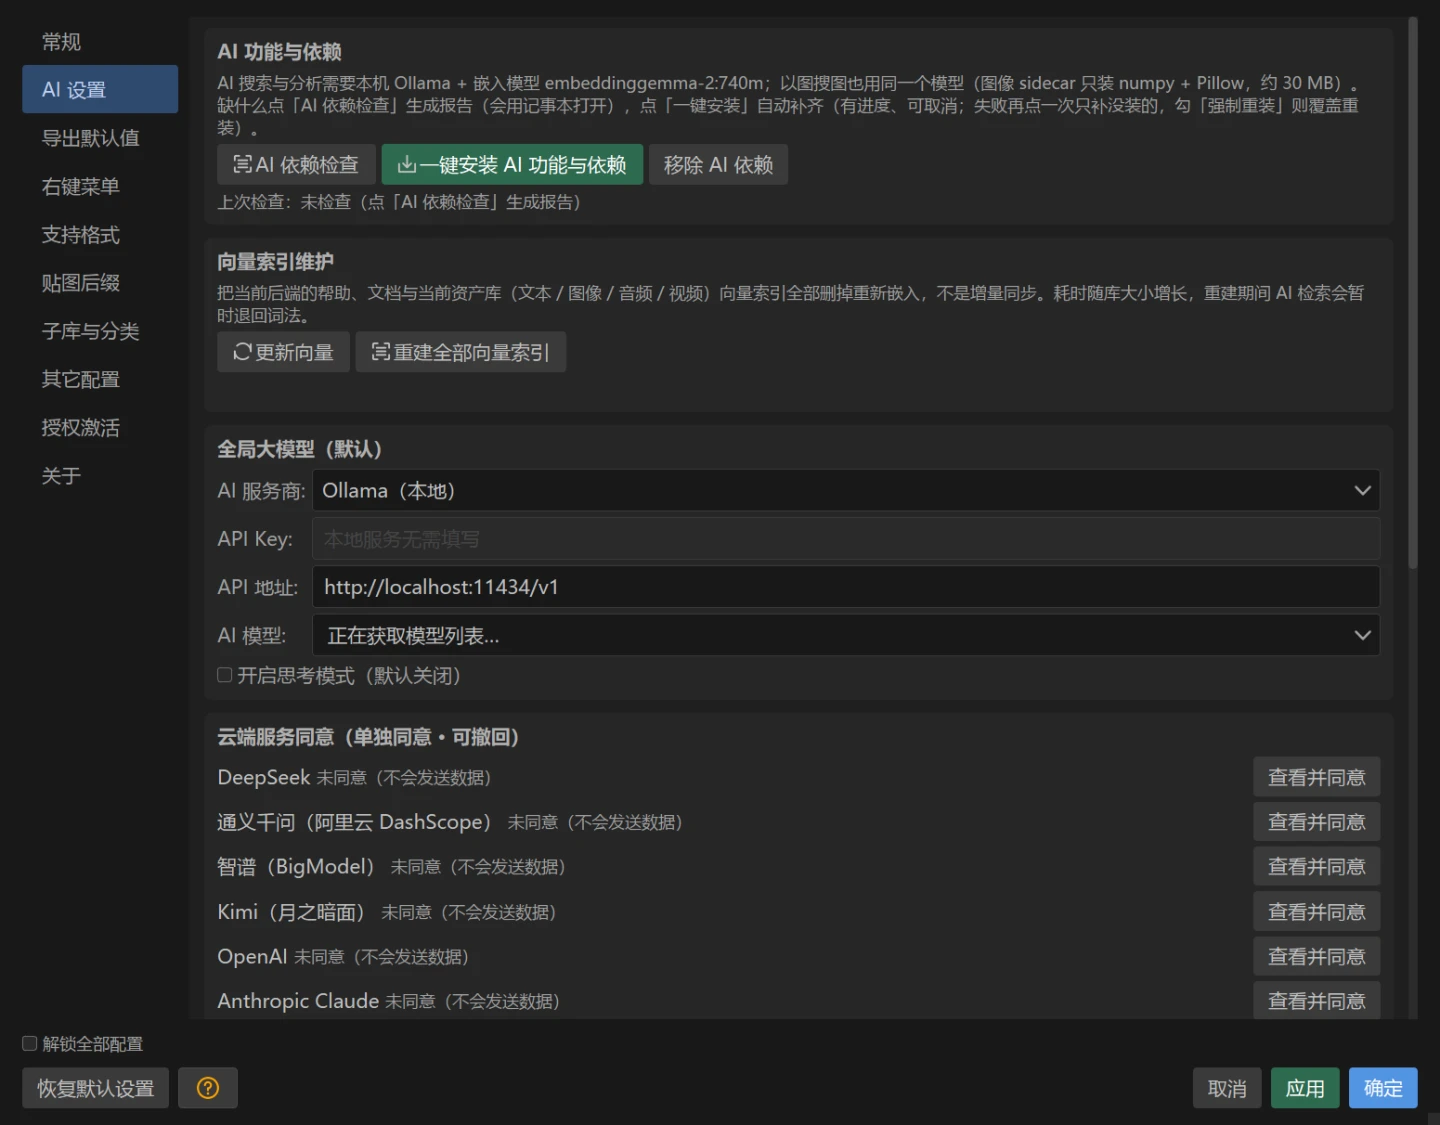 常规
AI 设置
导出默认值
右键菜单
支持格式
贴图后缀
子库与分类
其它配置
授权激活
关于
AI 功能与依赖
AI 搜索与分析需要本机 Ollama + 嵌入模型 embeddinggemma-2:740m；以图搜图也用同一个模型（图像 sidecar 只装 numpy + Pillow，约 30 MB）。
缺什么点「AI 依赖检查」生成报告（会用记事本打开），点「一键安装」自动补齐（有进度、可取消；失败再点一次只补没装的，勾「强制重装」则覆盖重
装）。
AI 依赖检查 一键安装 AI 功能与依赖 移除 AI 依赖
上次检查：未检查（点「AI 依赖检查」生成报告）
向量索引维护
把当前后端的帮助、文档与当前资产库（文本 / 图像 / 音频 / 视频）向量索引全部删掉重新嵌入，不是增量同步。耗时随库大小增长，重建期间 AI 检索会暂
时退回词法。
更新向量 重建全部向量索引
全局大模型（默认）
AI 服务商: Ollama（本地）
API Key: 本地服务无需填写
API 地址: http://localhost:11434/v1
AI 模型: 正在获取模型列表...
开启思考模式（默认关闭）
云端服务同意（单独同意・可撤回）
DeepSeek 未同意（不会发送数据） 查看并同意
通义千问（阿里云 DashScope） 未同意（不会发送数据） 查看并同意
智谱（BigModel） 未同意（不会发送数据） 查看并同意
Kimi（月之暗面） 未同意（不会发送数据） 查看并同意
OpenAI 未同意（不会发送数据） 查看并同意
Anthropic Claude 未同意（不会发送数据） 查看并同意
解锁全部配置
恢复默认设置 ? 取消 应用 确定